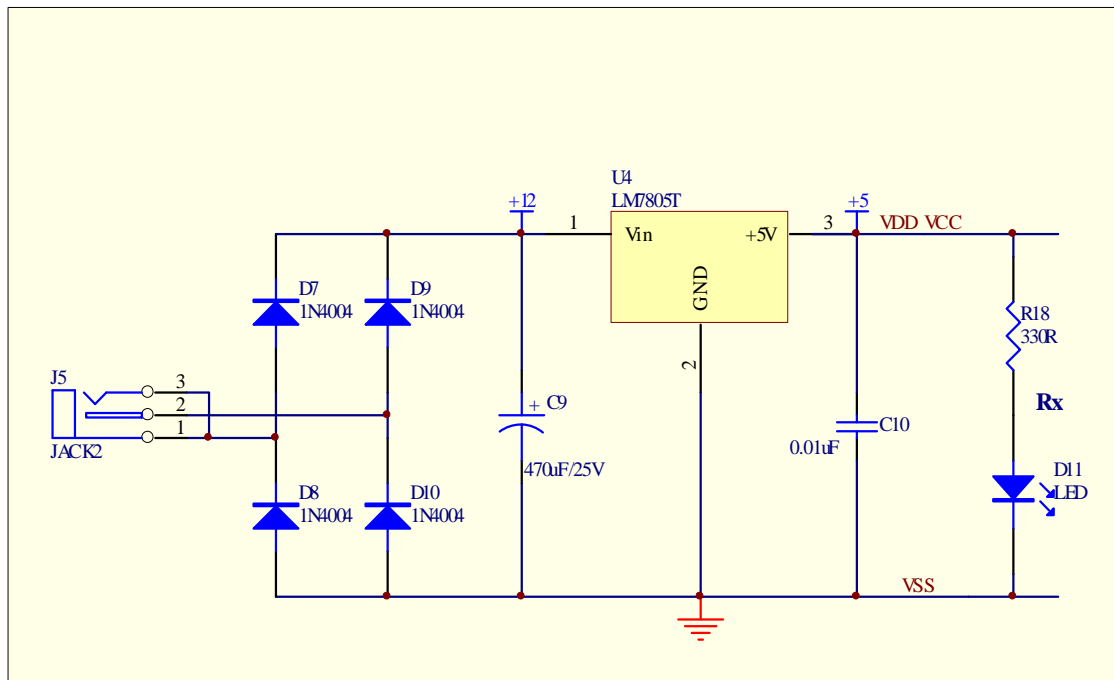 U4
LM7805T
+12
+5
1
Vin
+5V
3
VDD VCC
GND
2
D7
1N4004
D9
1N4004
R18
330R
J5
3
2
1
JACK2
Rx
C9
+
470uF/25V
C10
0.01uF
D8
1N4004
D10
1N4004
D11
LED
VSS